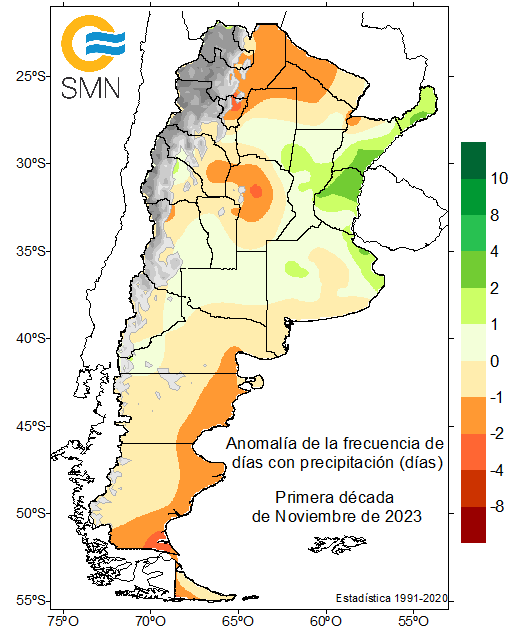 SMN
25°S
30°S
35°S
40°S
45°S
50°S
55°S
75°O
70°O
65°O
60°O
55°O
10
8
6
4
2
1
0
-1
-2
-4
-8
Anomalía de la frecuencia de
días con precipitación (días)
Primera década
de Noviembre de 2023
Estadística 1991-2020